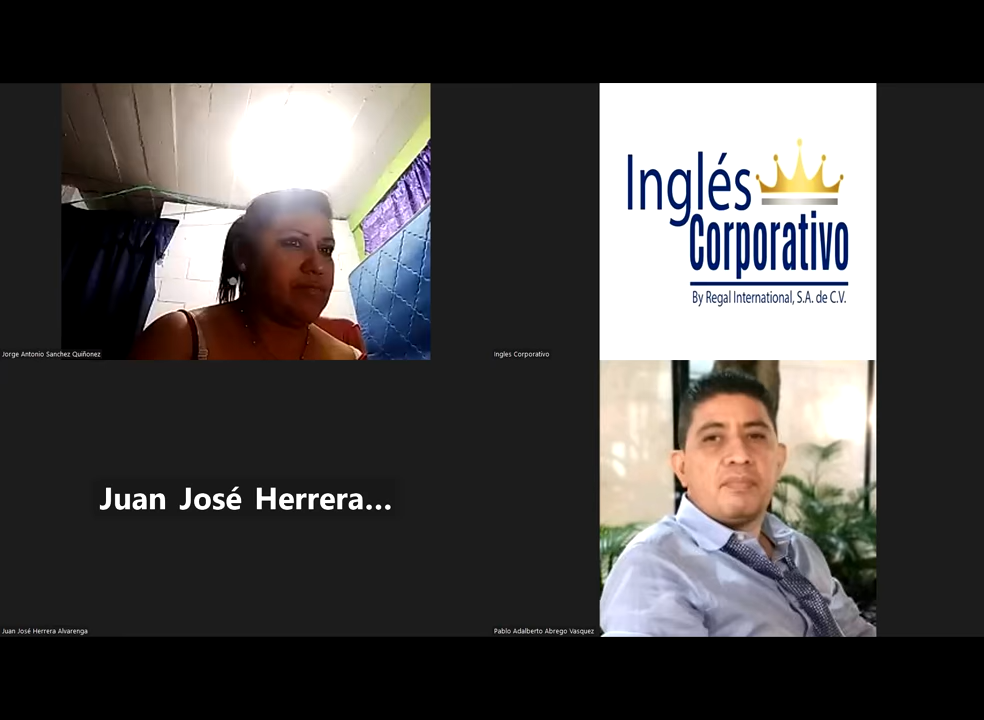 Inglés
Corporativo
By Regal International, S.A. de C.V.
Jorge Antonio Sanchez Quiñonez
Ingles Corporativo
Juan José Herrera...
Juan José Herrera Alvarenga
Pablo Adalberto Abrego Vasquez